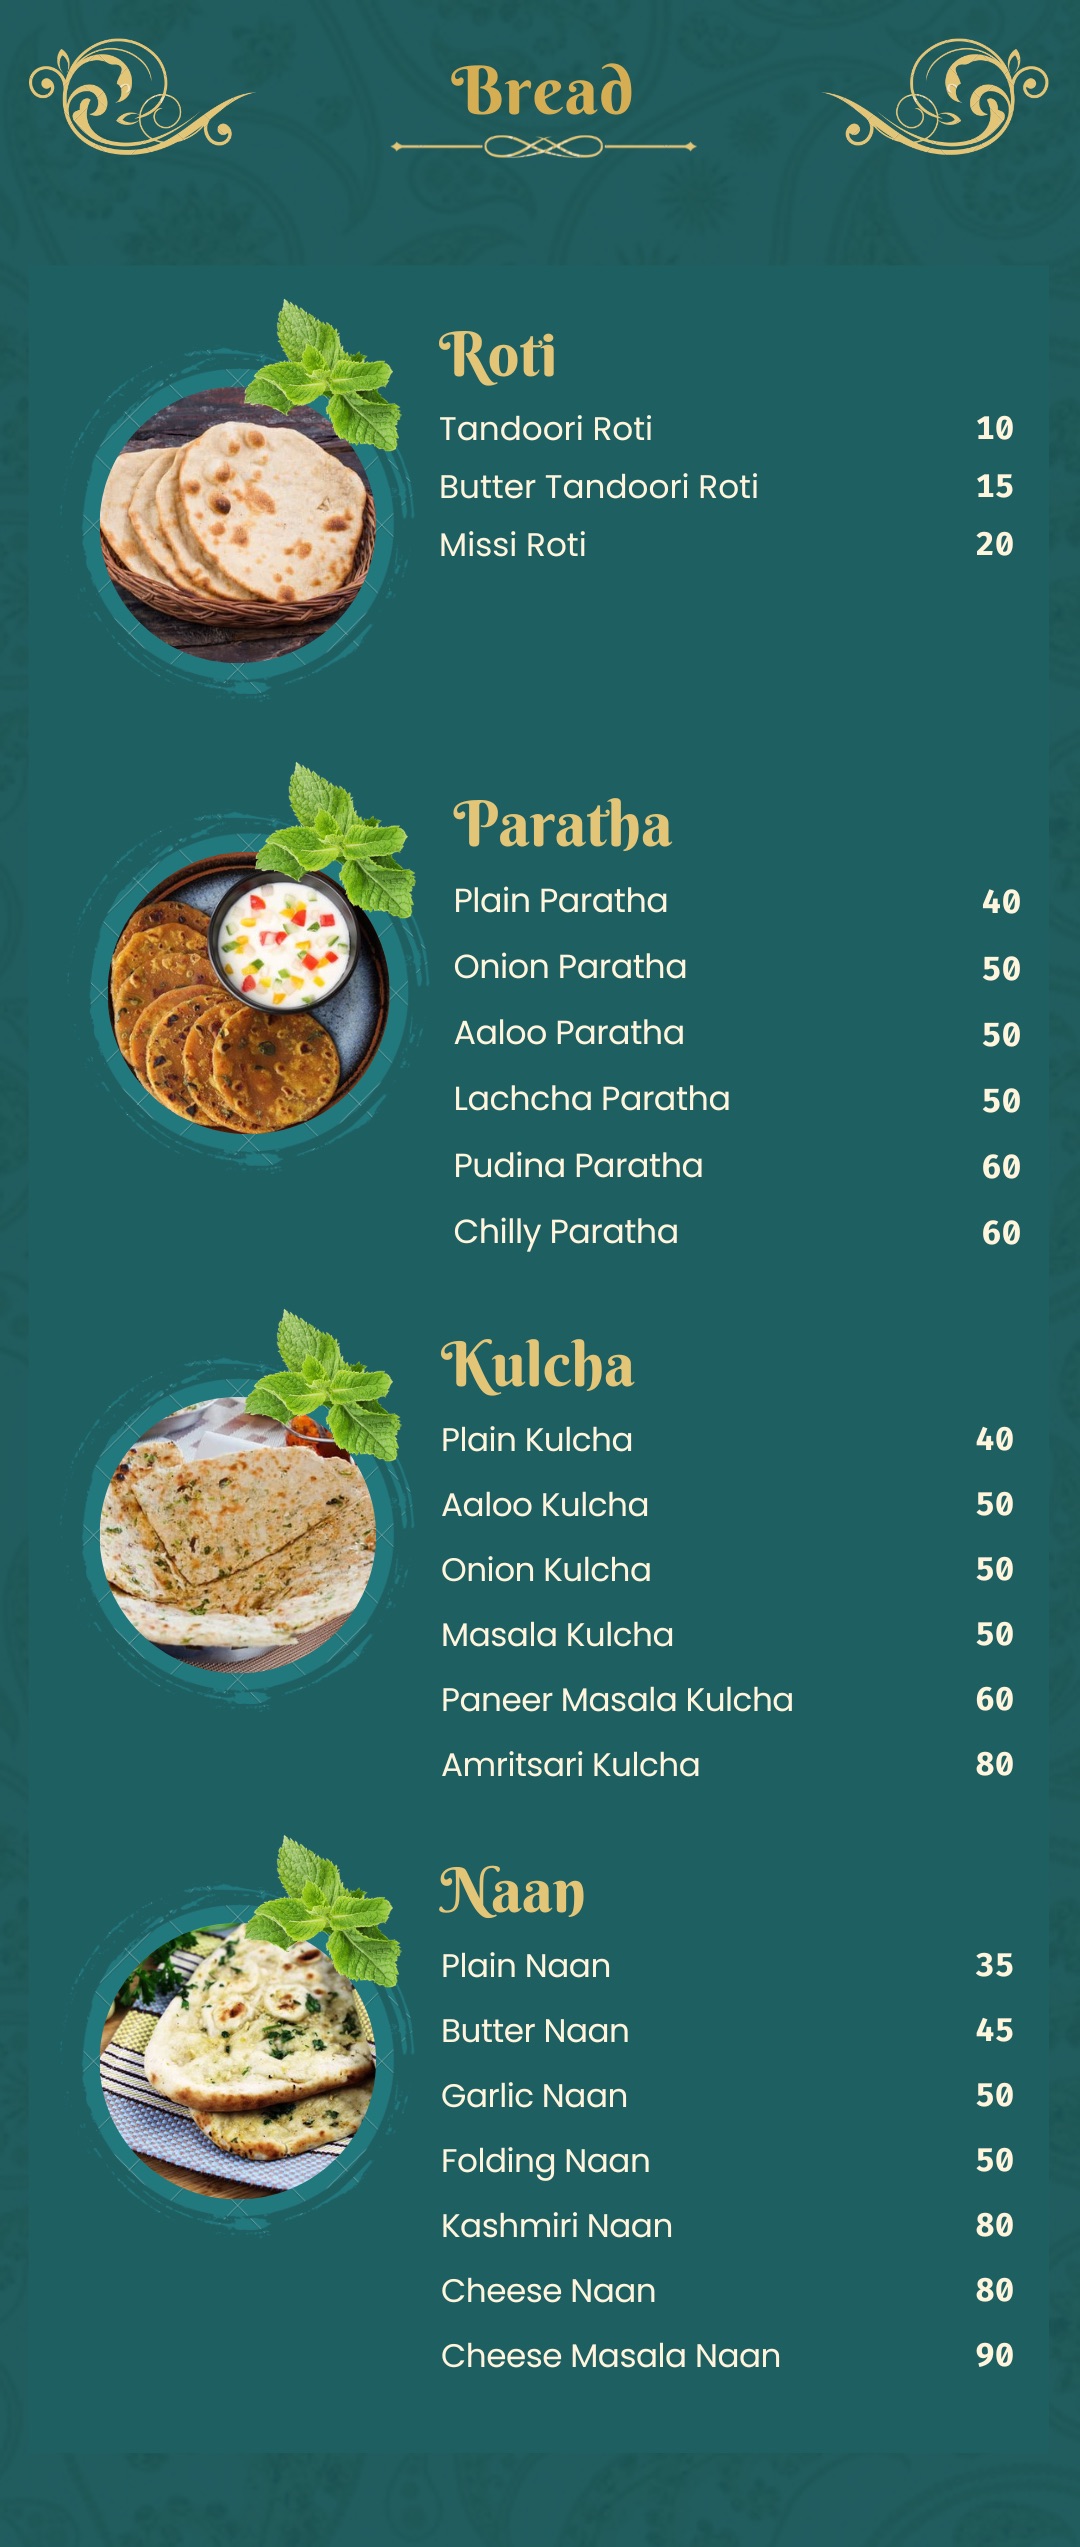 Bread
Roti
Tandoori Roti 10
Butter Tandoori Roti 15
Missi Roti 20
Paratha
Plain Paratha 40
Onion Paratha 50
Aaloo Paratha 50
Lachcha Paratha 50
Pudina Paratha 60
Chilly Paratha 60
Kulcha
Plain Kulcha 40
Aaloo Kulcha 50
Onion Kulcha 50
Masala Kulcha 50
Paneer Masala Kulcha 60
Amritsari Kulcha 80
Naan
Plain Naan 35
Butter Naan 45
Garlic Naan 50
Folding Naan 50
Kashmiri Naan 80
Cheese Naan 80
Cheese Masala Naan 90